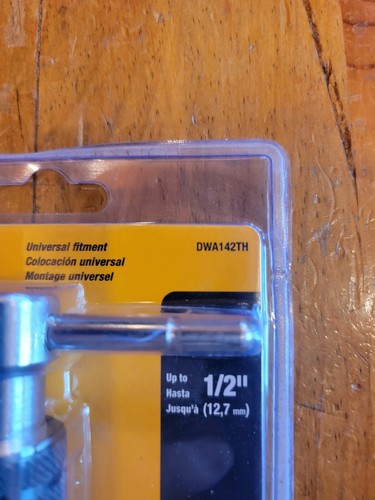 Universal fitment
DWA142TH
Colocación universal
Montage universel
Up to
Hasta
Jusqu'à
1/2"
(12,7 mm)